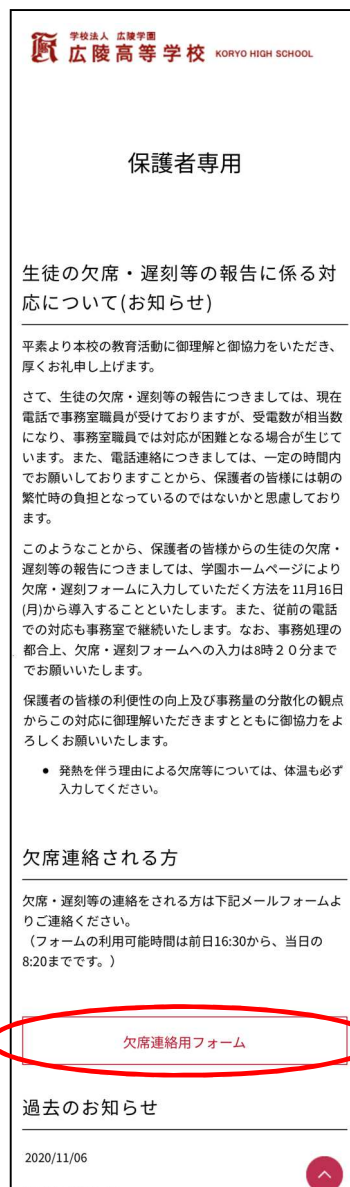 学校法人 広陵学園
広陵高等学校 KORYO HIGH SCHOOL
保護者専用
生徒の欠席・遅刻等の報告に係る対
応について(お知らせ)
平素より本校の教育活動に御理解と御協力をいただき、
厚くお礼申し上げます。
さて、生徒の欠席・遅刻等の報告につきましては、現在
電話で事務室職員が受けておりますが、受電数が相当数
になり、事務室職員では対応が困難となる場合が生じて
います。また、電話連絡につきましては、一定の時間内
でお願いしておりますことから、保護者の皆様には朝の
繁忙時の負担となっているのではないかと思慮しており
ます。
このようなことから、保護者の皆様からの生徒の欠席・
遅刻等の報告につきましては、学園ホームページにより
欠席・遅刻フォームに入力していただく方法を11月16日
(月)から導入することといたします。また、従前の電話
での対応も事務室で継続いたします。なお、事務処理の
都合上、欠席・遅刻フォームへの入力は8時２０分まで
でお願いいたします。
保護者の皆様の利便性の向上及び事務量の分散化の観点
からこの対応に御理解いただきますとともに御協力をよ
ろしくお願いいたします。
● 発熱を伴う理由による欠席等については、体温も必ず
入力してください。
欠席連絡される方
欠席・遅刻等の連絡をされる方は下記メールフォームよ
りご連絡ください。
（フォームの利用可能時間は前日16:30から、当日の
8:20までです。）
欠席連絡用フォーム
過去のお知らせ
2020/11/06